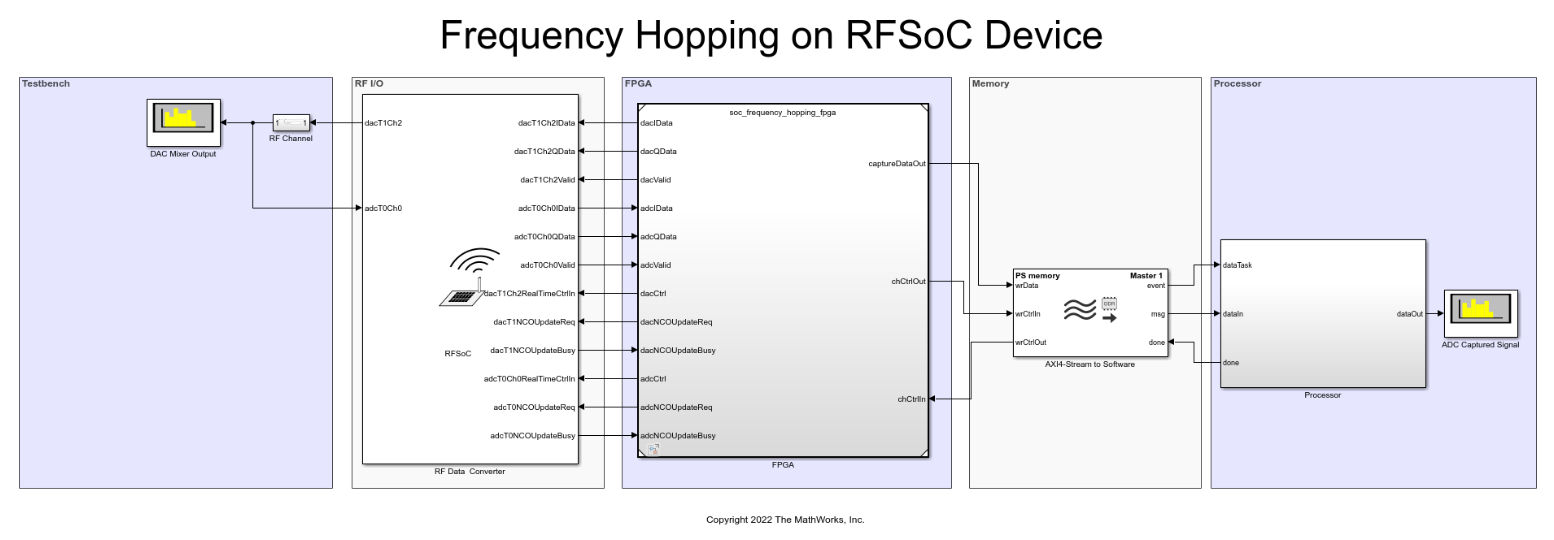 Frequency Hopping on RFSoC Device
Testbench
DAC Mixer Output
1
1
RF Channel
RF I/O
dacT1Ch2
adcT0Ch0
dacT1Ch2IData
dacT1Ch2QData
dacT1Ch2Valid
adcT0Ch0IData
adcT0Ch0QData
adcT0Ch0Valid
dacT1Ch2RealTimeCtrlIn
dacT1NCOUpdateReq
dacT1NCOUpdateBusy
adcT0Ch0RealTimeCtrlIn
adcT0NCOUpdateReq
adcT0NCOUpdateBusy
RFSoC
RF Data Converter
FPGA
soc_frequency_hopping_fpga
dacIData
dacQData
dacValid
adcIData
adcQData
adcValid
dacCtrl
dacNCOUpdateReq
dacNCOUpdateBusy
adcCtrl
adcNCOUpdateReq
adcNCOUpdateBusy
captureDataOut
chCtrlOut
chCtrlIn
FPGA
Memory
PS memory Master 1
wrData event
wrCtrlIn msg
wrCtrlOut done
AXI4-Stream to Software
Processor
dataTask
dataIn
done
dataOut
Processor
ADC Captured Signal
Copyright 2022 The MathWorks, Inc.